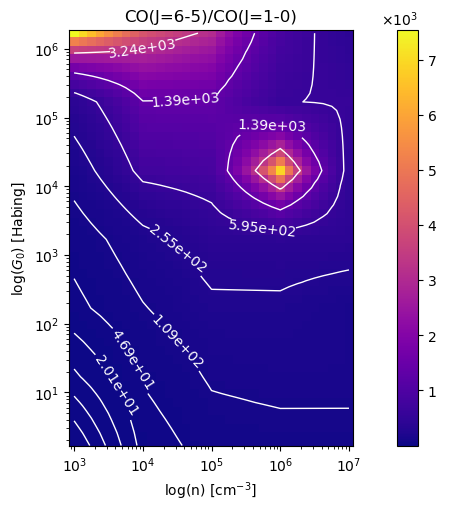 CO(J=6-5)/CO(J=1-0)
×10³
10⁶
10⁵
10⁴
10³
10²
10¹
log(G₀) [Habing]
3.24e+03
1.39e+03
1.39e+03
5.95e+02
2.55e+02
1.09e+02
4.69e+01
2.01e+01
10³ 10⁴ 10⁵ 10⁶ 10⁷
log(n) [cm⁻³]
7
6
5
4
3
2
1